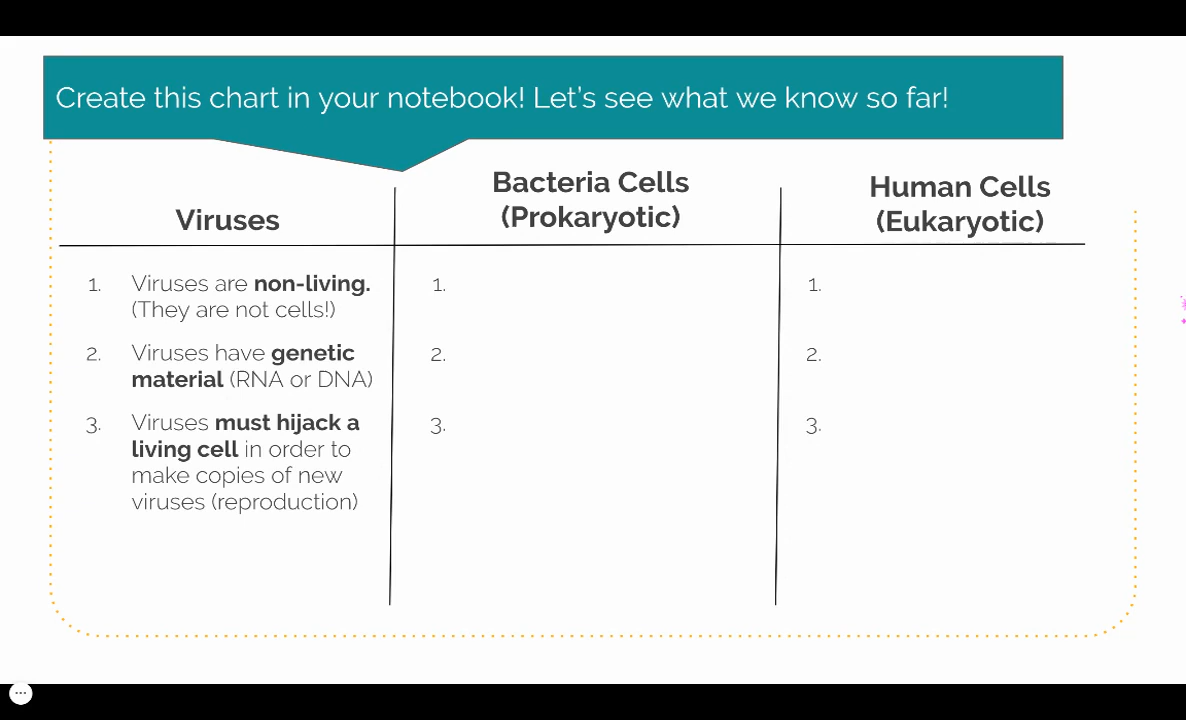 Create this chart in your notebook! Let's see what we know so far!
Viruses
Bacteria Cells
(Prokaryotic)
Human Cells
(Eukaryotic)
1. Viruses are non-living.
(They are not cells!)
2. Viruses have genetic
material (RNA or DNA)
3. Viruses must hijack a
living cell in order to
make copies of new
viruses (reproduction)
1.
2.
3.
1.
2.
3.